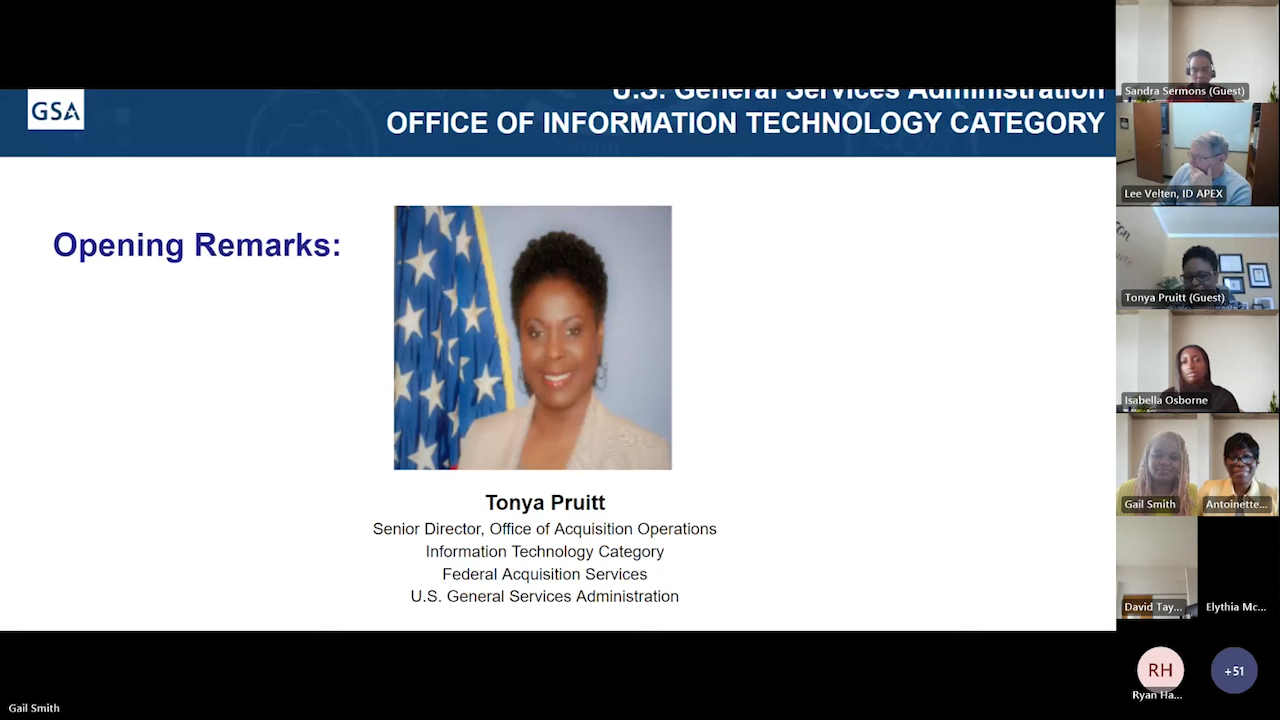 GSA
U.S. General Services Administration
OFFICE OF INFORMATION TECHNOLOGY CATEGORY
Opening Remarks:
Tonya Pruitt
Senior Director, Office of Acquisition Operations
Information Technology Category
Federal Acquisition Services
U.S. General Services Administration
Sandra Sermons (Guest)
Lee Velten, ID APEX
WITH
Tonya Pruitt (Guest)
Isabella Osborne
Gail Smith
Antoinette...
David Tay...
Elythia Mc...
RH
+51
Ryan Ha...
Gail Smith